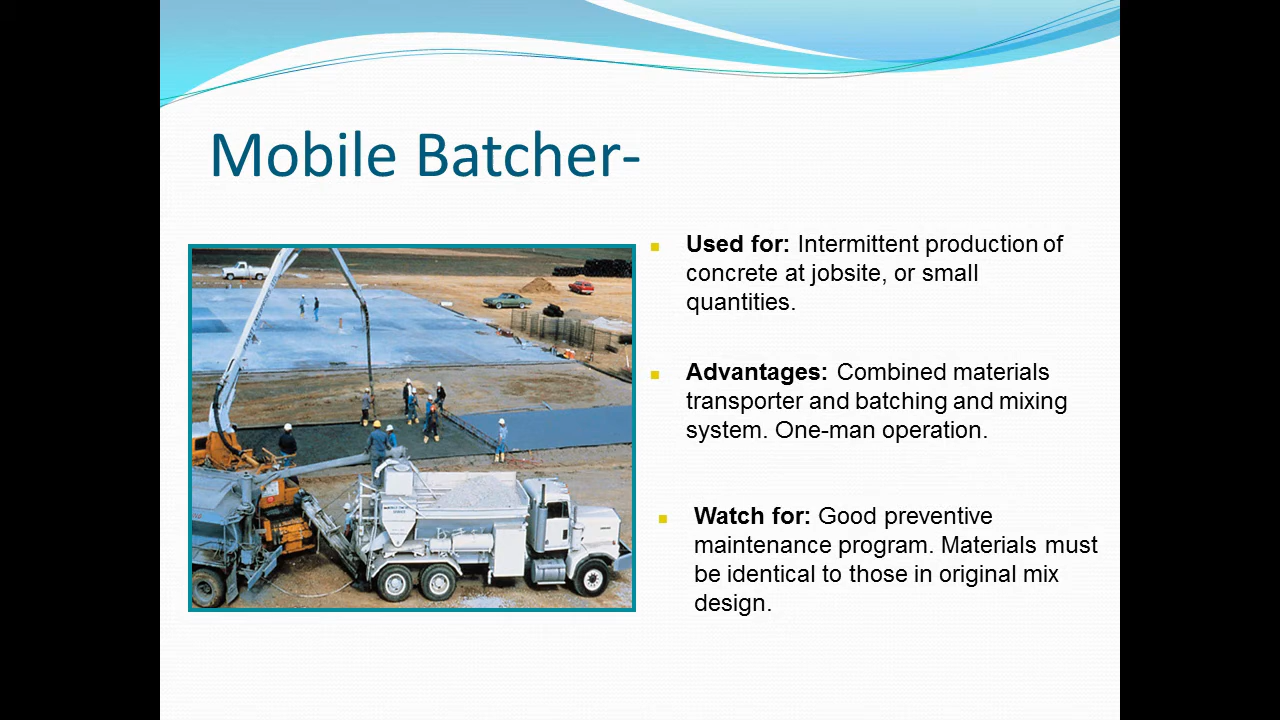 Mobile Batcher-
Used for: Intermittent production of
concrete at jobsite, or small
quantities.
Advantages: Combined materials
transporter and batching and mixing
system. One-man operation.
Watch for: Good preventive
maintenance program. Materials must
be identical to those in original mix
design.